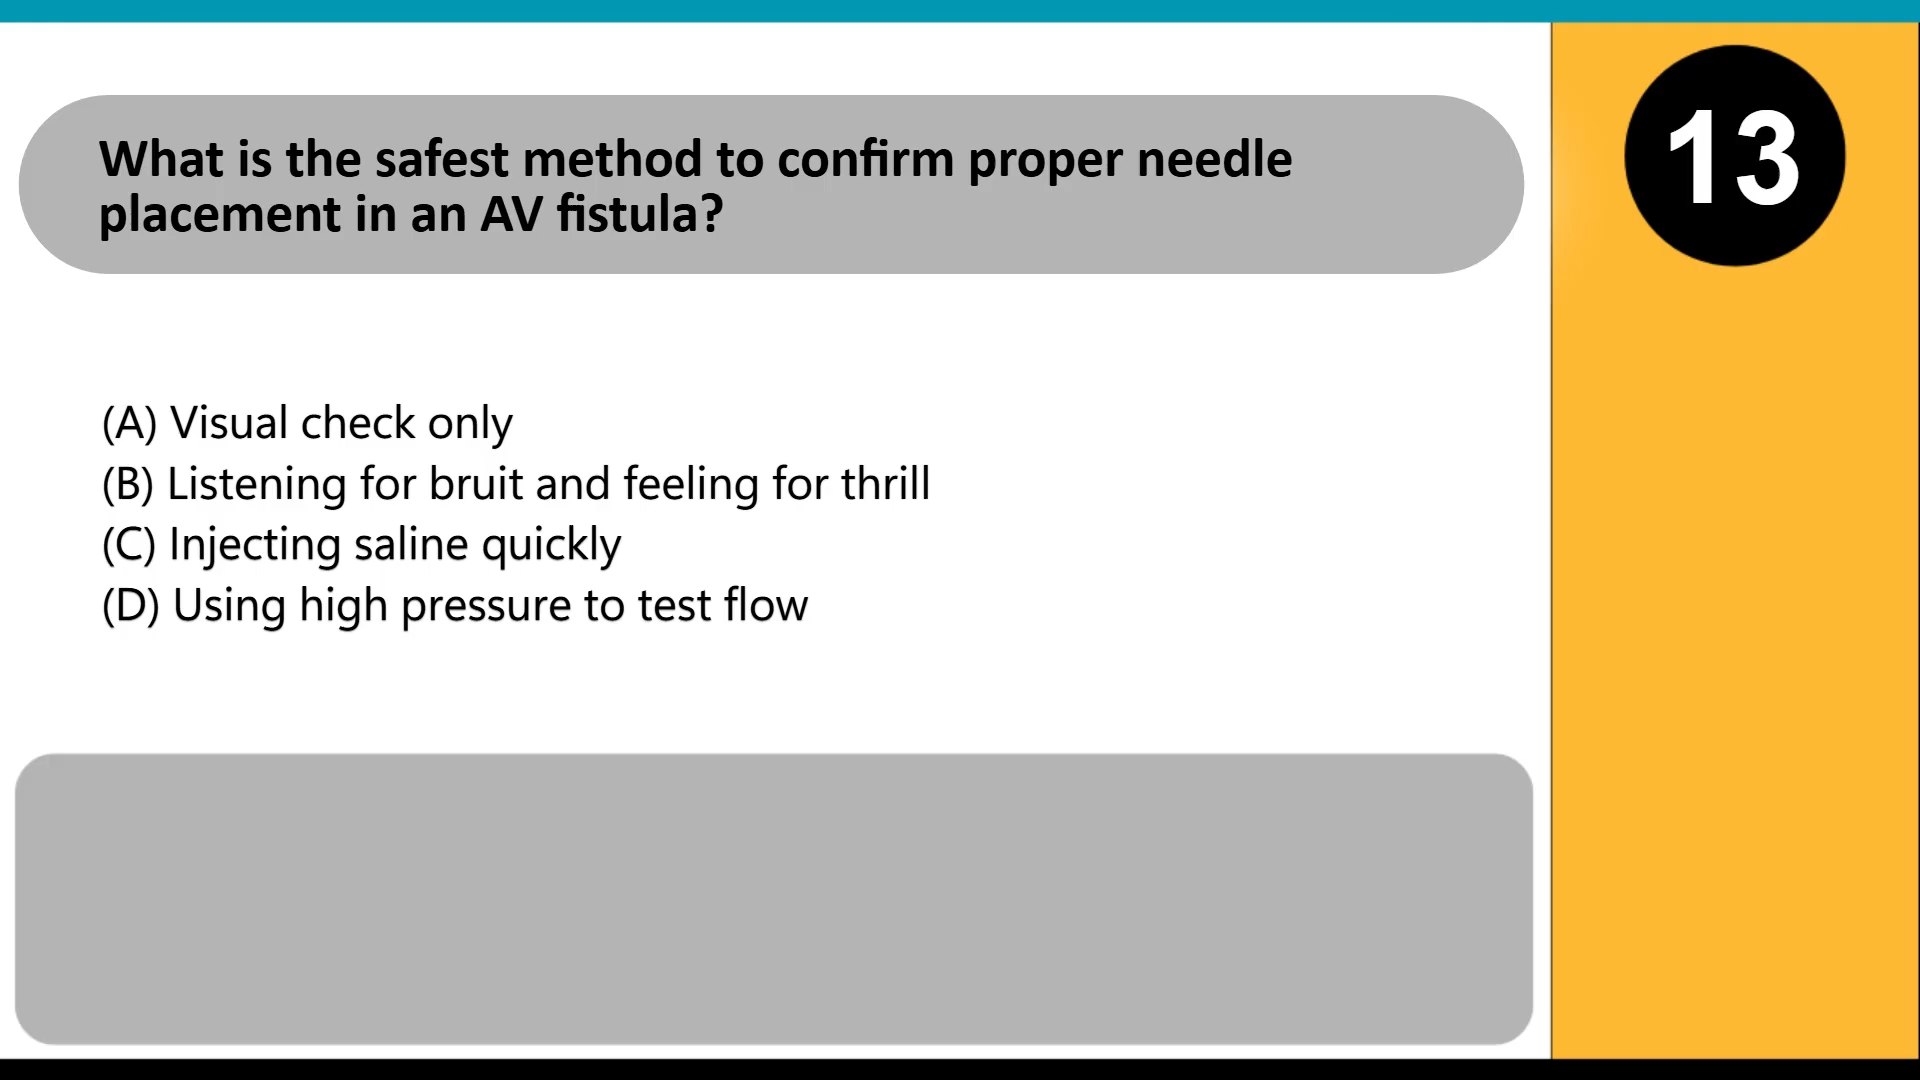 13
What is the safest method to confirm proper needle
placement in an AV fistula?
(A) Visual check only
(B) Listening for bruit and feeling for thrill
(C) Injecting saline quickly
(D) Using high pressure to test flow